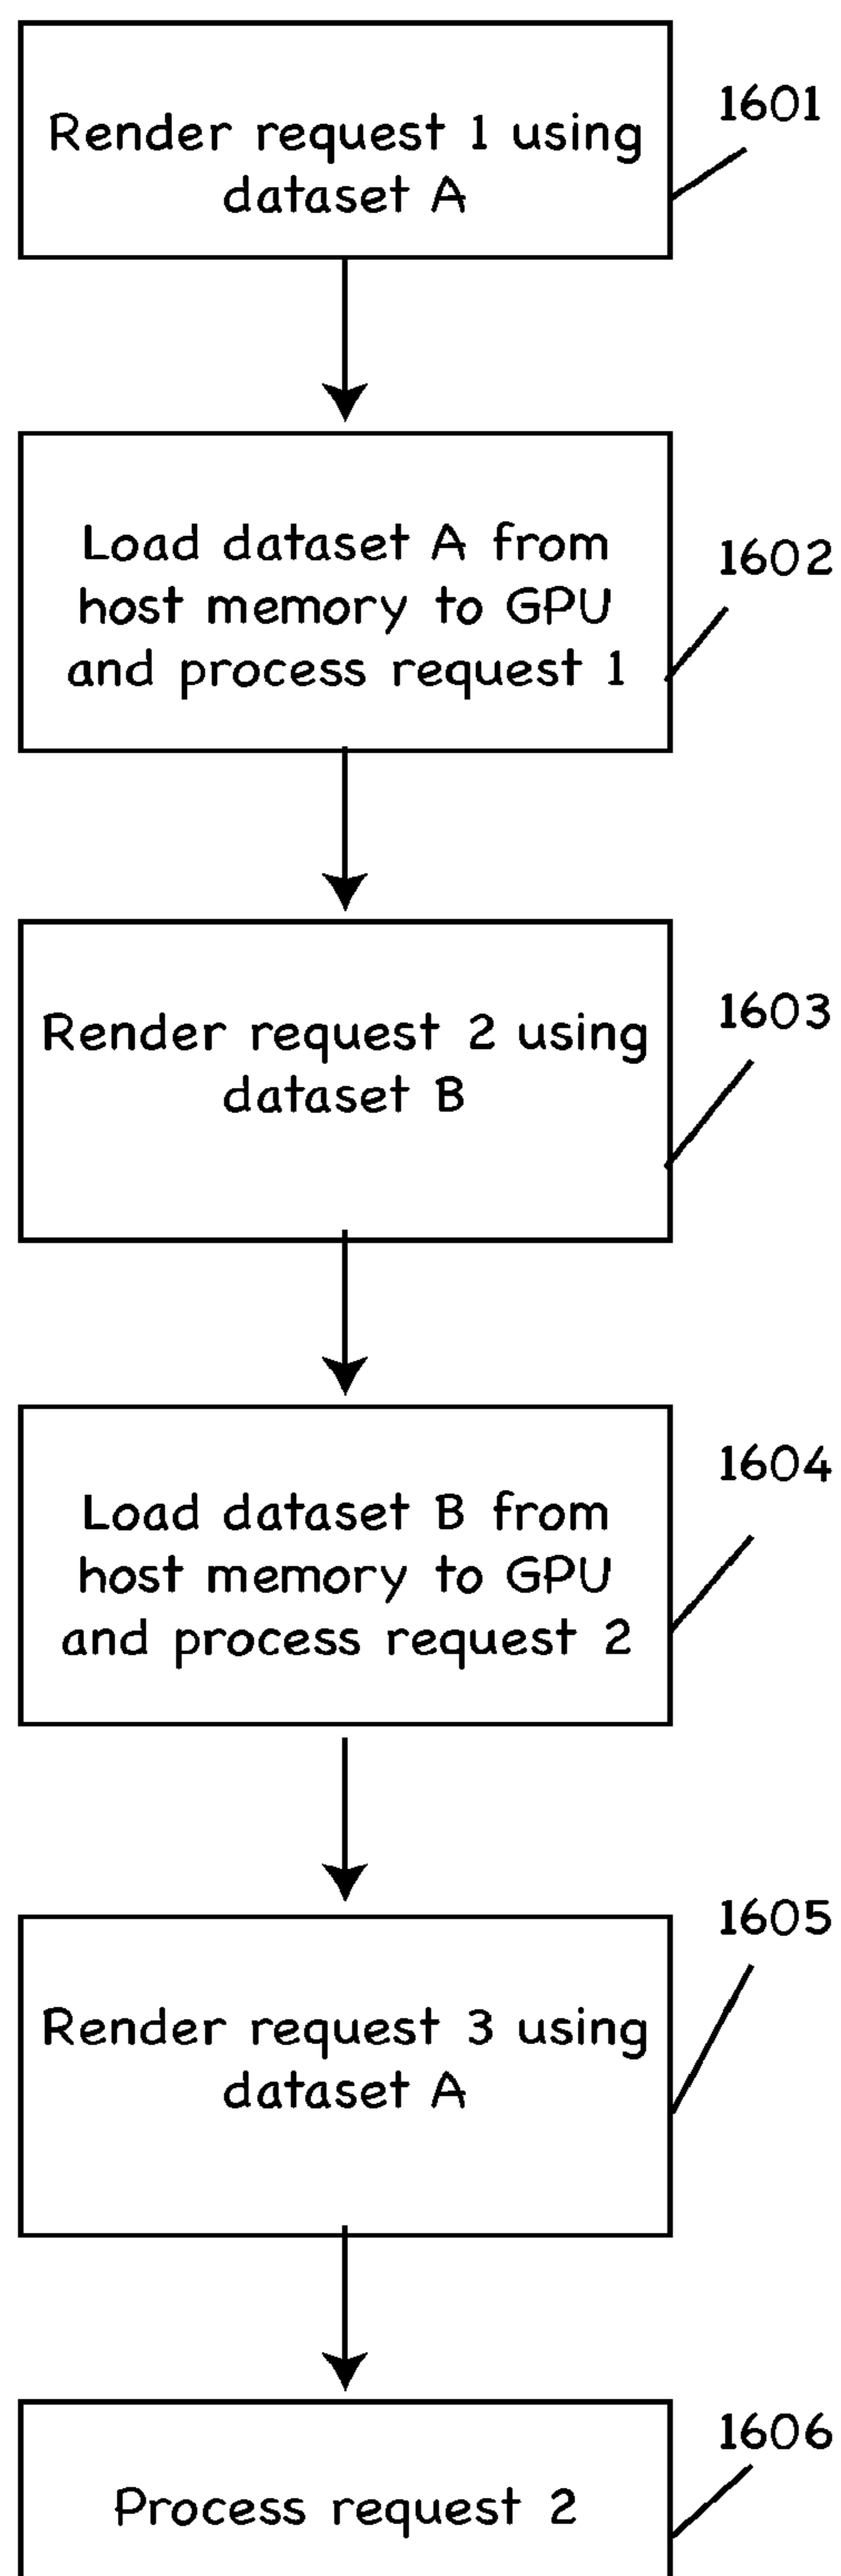 Render request 1 using
dataset A
1601
Load dataset A from
host memory to GPU
and process request 1
1602
Render request 2 using
dataset B
1603
Load dataset B from
host memory to GPU
and process request 2
1604
Render request 3 using
dataset A
1605
Process request 2
1606